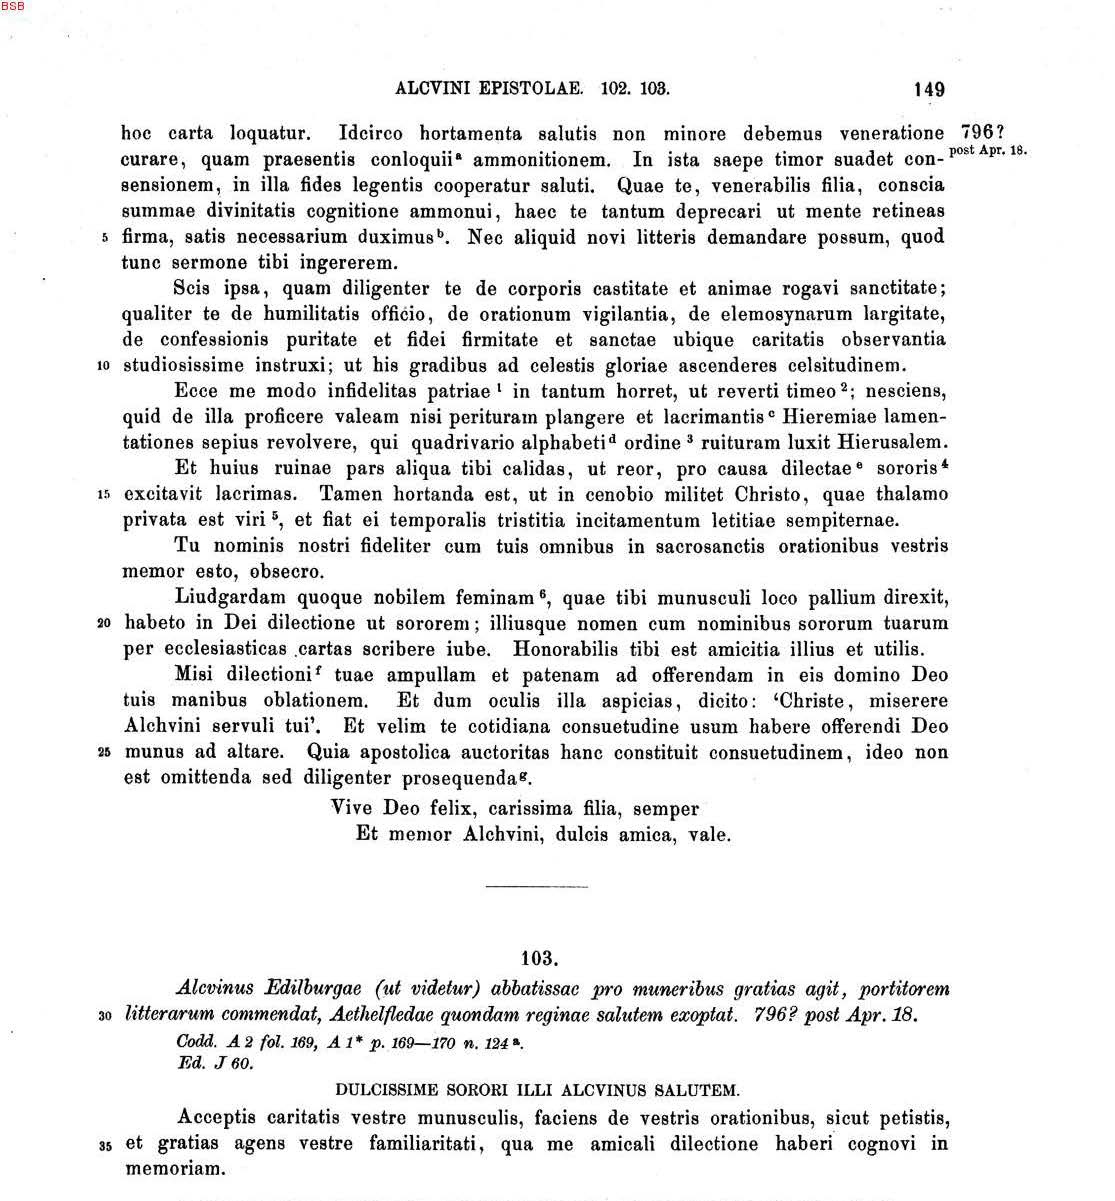 BSB
ALCVINI EPISTOLAE. 102. 103. 149
hoc carta loquatur. Idcirco hortamenta salutis non minore debemus veneratione 796?
curare, quam praesentis conloquii a ammonitionem. In ista saepe timor suadet con- post Apr. 18.
sensionem, in illa fides legentis cooperatur saluti. Quae te, venerabilis filia, conscia
summae divinitatis cognitione ammonui, haec te tantum deprecari ut mente retineas
5 firma, satis necessarium duximus b. Nec aliquid novi litteris demandare possum, quod
tunc sermone tibi ingererem.
Scis ipsa, quam diligenter te de corporis castitate et animae rogavi sanctitate;
qualiter te de humilitatis officio, de orationum vigilantia, de elemosynarum largitate,
de confessionis puritate et fidei firmitate et sanctae ubique caritatis observantia
10 studiosissime instruxi; ut his gradibus ad celestis gloriae ascenderes celsitudinem.
Ecce me modo infidelitas patriae 1 in tantum horret, ut reverti timeo 2; nesciens,
quid de illa proficere valeam nisi perituram plangere et lacrimantis c Hieremiae lamen-
tationes sepius revolvere, qui quadrivario alphabeti d ordine 3 ruituram luxit Hierusalem.
Et huius ruinae pars aliqua tibi calidas, ut reor, pro causa dilectae e sororis 4
15 excitavit lacrimas. Tamen hortanda est, ut in cenobio militet Christo, quae thalamo
privata est viri 5, et fiat ei temporalis tristitia incitamentum letitiae sempiternae.
Tu nominis nostri fideliter cum tuis omnibus in sacrosanctis orationibus vestris
memor esto, obsecro.
Liudgardam quoque nobilem feminam 6, quae tibi munusculi loco pallium direxit,
20 habeto in Dei dilectione ut sororem; illiusque nomen cum nominibus sororum tuarum
per ecclesiasticas cartas scribere iube. Honorabilis tibi est amicitia illius et utilis.
Misi dilectioni f tuae ampullam et patenam ad offerendam in eis domino Deo
tuis manibus oblationem. Et dum oculis illa aspicias, dicito: ‘Christe, miserere
Alchvini servuli tui’. Et velim te cotidiana consuetudine usum habere offerendi Deo
25 munus ad altare. Quia apostolica auctoritas hanc constituit consuetudinem, ideo non
est omittenda sed diligenter prosequenda g.
Vive Deo felix, carissima filia, semper
Et memor Alchvini, dulcis amica, vale.
103.
Alcvinus Edilburgae (ut videtur) abbatissae pro muneribus gratias agit, portitorem
30 litterarum commendat, Aethelfledae quondam reginae salutem exoptat. 796? post Apr. 18.
Codd. A 2 fol. 169, A 1* p. 169—170 n. 124 a.
Ed. J 60.
DULCISSIME SORORI ILLI ALCVINUS SALUTEM.
Acceptis caritatis vestre munusculis, faciens de vestris orationibus, sicut petistis,
35 et gratias agens vestre familiaritati, qua me amicali dilectione haberi cognovi in
memoriam.